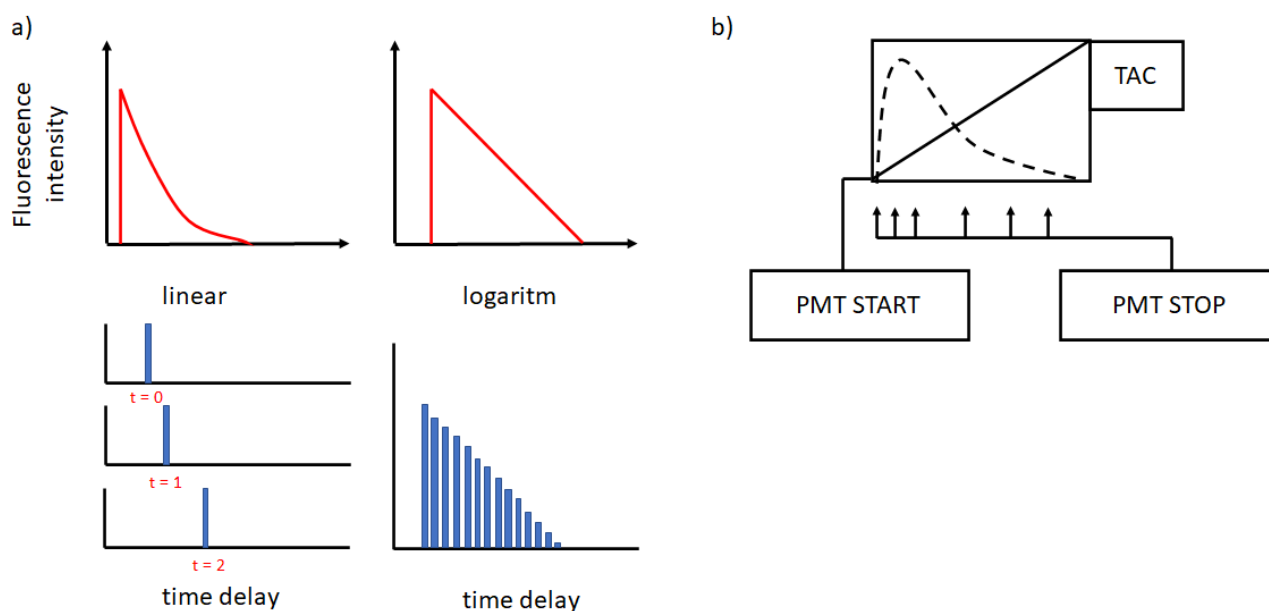 a)
Fluorescence
intensity
linear
logaritm
t = 0
t = 1
t = 2
time delay
time delay
b)
TAC
PMT START
PMT STOP